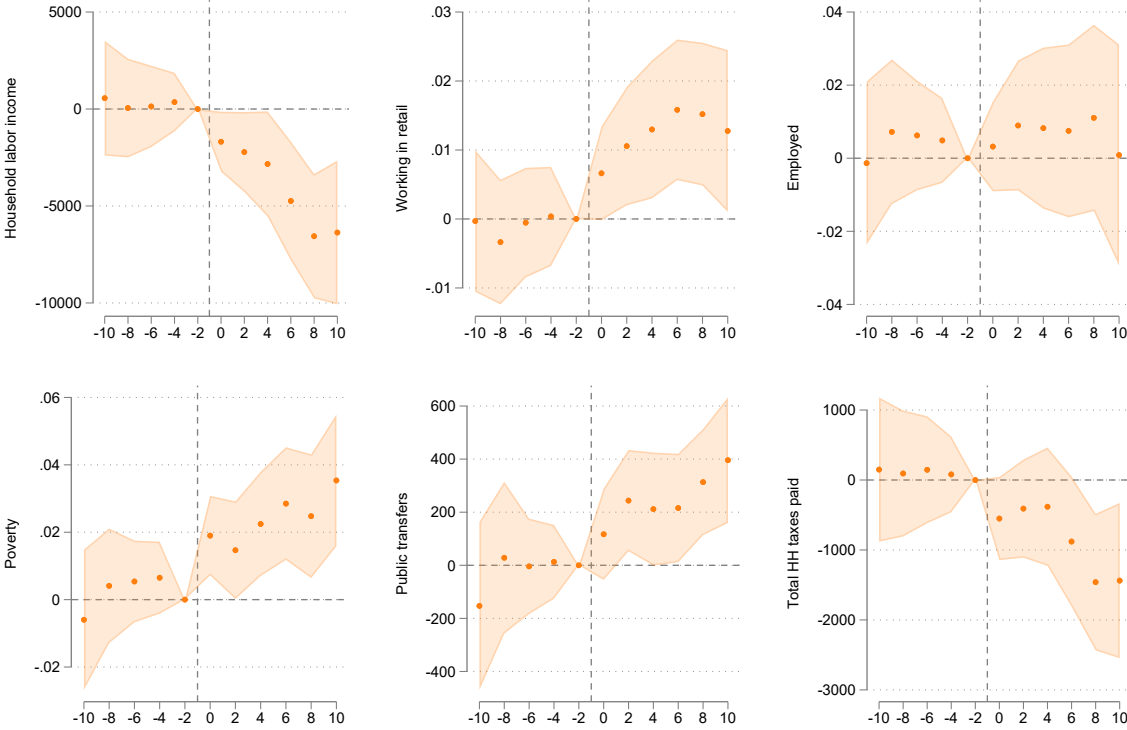 Household labor income
5000
0
-5000
-10000
-10 -8 -6 -4 -2 0 2 4 6 8 10
Working in retail
.03
.02
.01
0
-.01
-10 -8 -6 -4 -2 0 2 4 6 8 10
Employed
.04
.02
0
-.02
-.04
-10 -8 -6 -4 -2 0 2 4 6 8 10
Poverty
.06
.04
.02
0
-.02
-10 -8 -6 -4 -2 0 2 4 6 8 10
Public transfers
600
400
200
0
-200
-400
-10 -8 -6 -4 -2 0 2 4 6 8 10
Total HH taxes paid
1000
0
-1000
-2000
-3000
-10 -8 -6 -4 -2 0 2 4 6 8 10